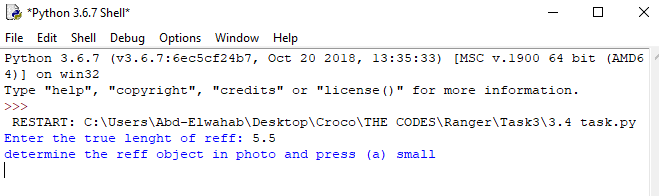 *Python 3.6.7 Shell*
File Edit Shell Debug Options Window Help
Python 3.6.7 (v3.6.7:6ec5cf24b7, Oct 20 2018, 13:35:33) [MSC v.1900 64 bit (AMD6
4)] on win32
Type "help", "copyright", "credits" or "license()" for more information.
>>>
 RESTART: C:\Users\Abd-Elwahab\Desktop\Croco\THE CODES\Ranger\Task3\3.4 task.py
Enter the true lenght of reff: 5.5
determine the reff object in photo and press (a) small